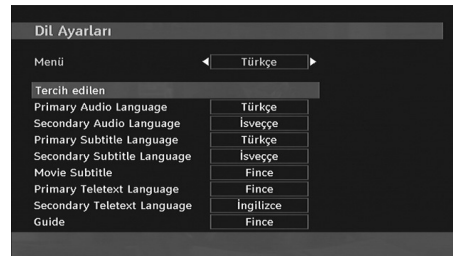 Dil Ayarları
Menü Türkçe
Tercih edilen
Primary Audio Language Türkçe
Secondary Audio Language İsveççe
Primary Subtitle Language Türkçe
Secondary Subtitle Language İsveççe
Movie Subtitle Fince
Primary Teletext Language Fince
Secondary Teletext Language İngilizce
Guide Fince